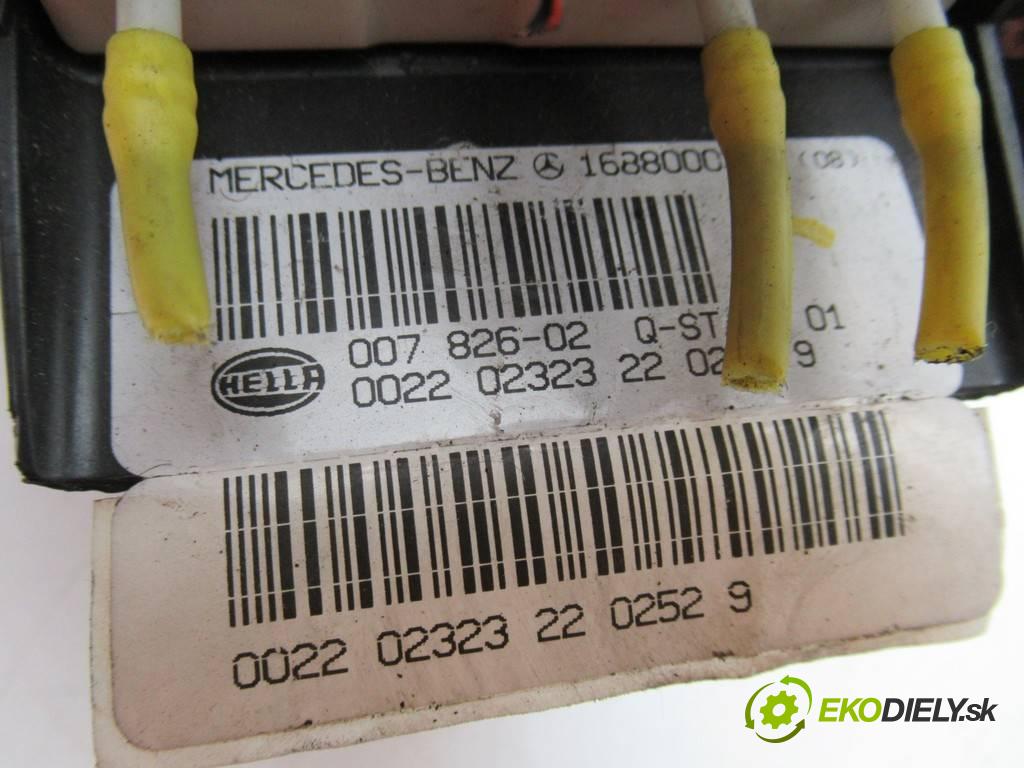 MERCEDES-BENZ 1688000 (08)
007 826-02 Q-ST 01
HELLA
0022 02323 22 02 9
0022 02323 22 0252 9
EKODIELY.sk